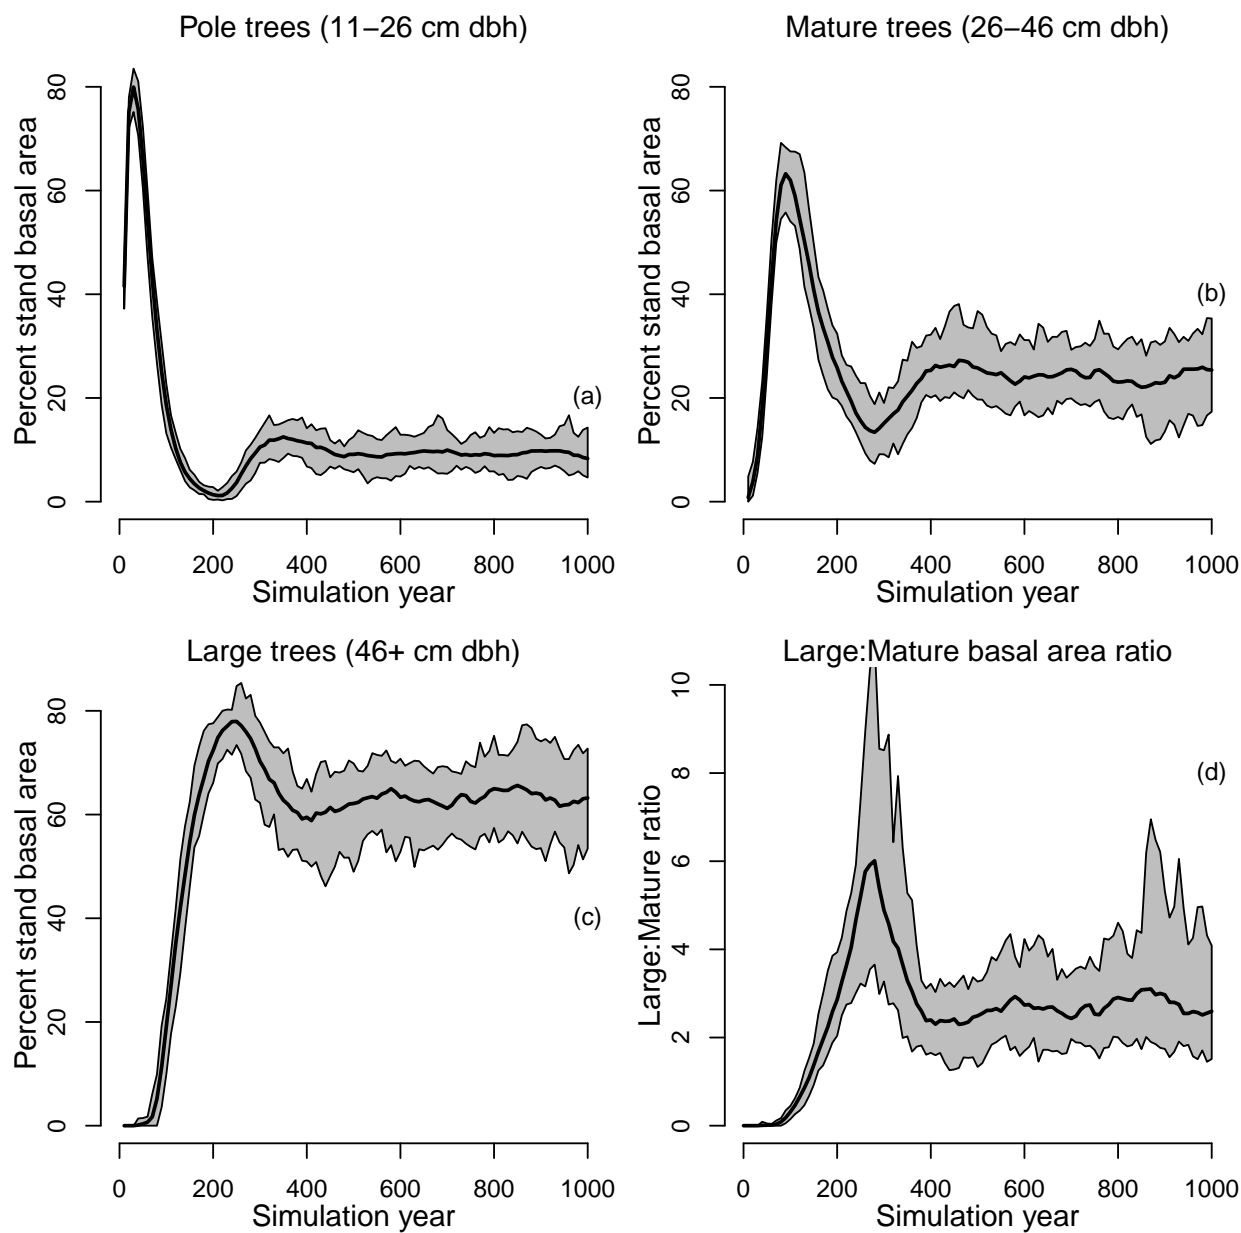 Pole trees (11−26 cm dbh)
Percent stand basal area
0
20
40
60
80
(a)
0 200 400 600 800 1000
Simulation year
Mature trees (26−46 cm dbh)
Percent stand basal area
0
20
40
60
80
(b)
0 200 400 600 800 1000
Simulation year
Large trees (46+ cm dbh)
Percent stand basal area
0
20
40
60
80
(c)
0 200 400 600 800 1000
Simulation year
Large:Mature basal area ratio
Large:Mature ratio
0
2
4
6
8
10
(d)
0 200 400 600 800 1000
Simulation year